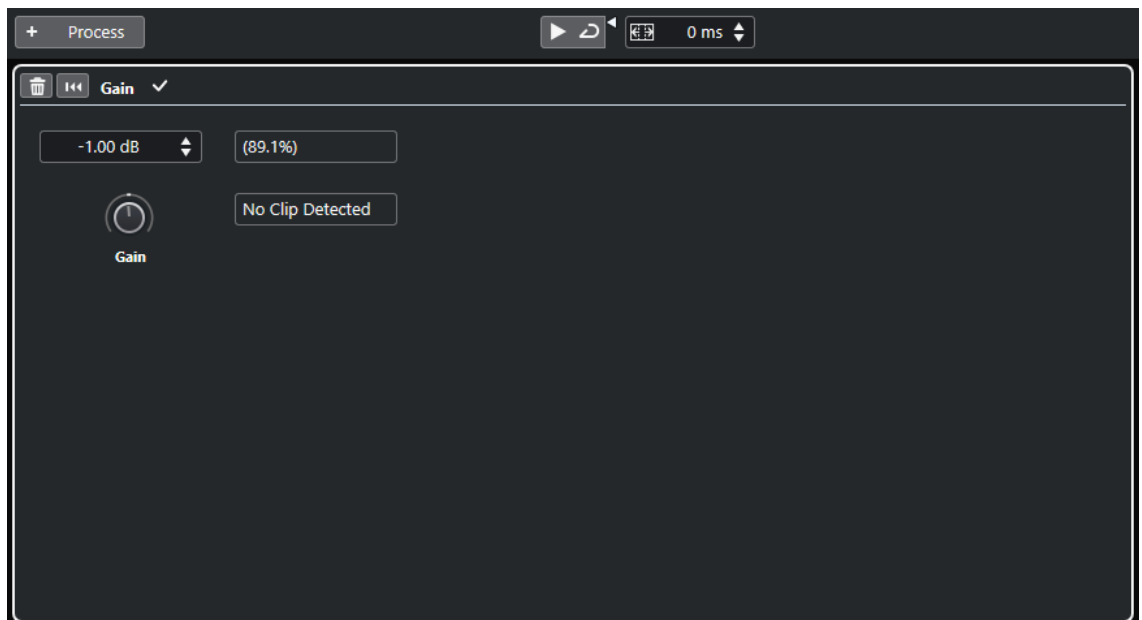 + Process
0 ms
Gain
-1.00 dB
(89.1%)
No Clip Detected
Gain